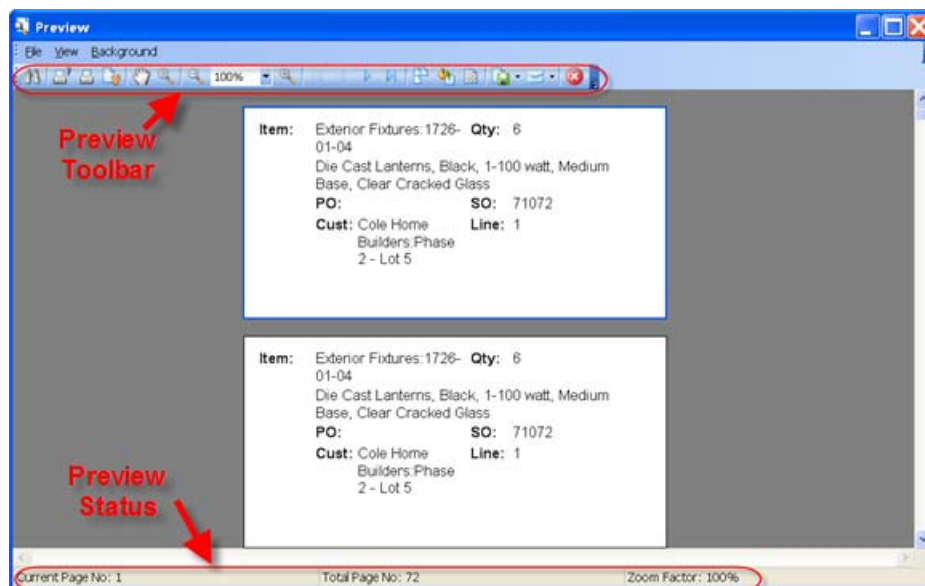 Preview
File View Background
100%
Preview
Toolbar
Item: Exterior Fixtures:1726- Qty: 6
01-04
Die Cast Lanterns, Black, 1-100 watt, Medium
Base, Clear Cracked Glass
PO: SO: 71072
Cust: Cole Home Line: 1
Builders:Phase
2 - Lot 5
Item: Exterior Fixtures:1726- Qty: 6
01-04
Die Cast Lanterns, Black, 1-100 watt, Medium
Base, Clear Cracked Glass
PO: SO: 71072
Cust: Cole Home Line: 1
Builders:Phase
2 - Lot 5
Preview
Status
Current Page No: 1 Total Page No: 72 Zoom Factor: 100%